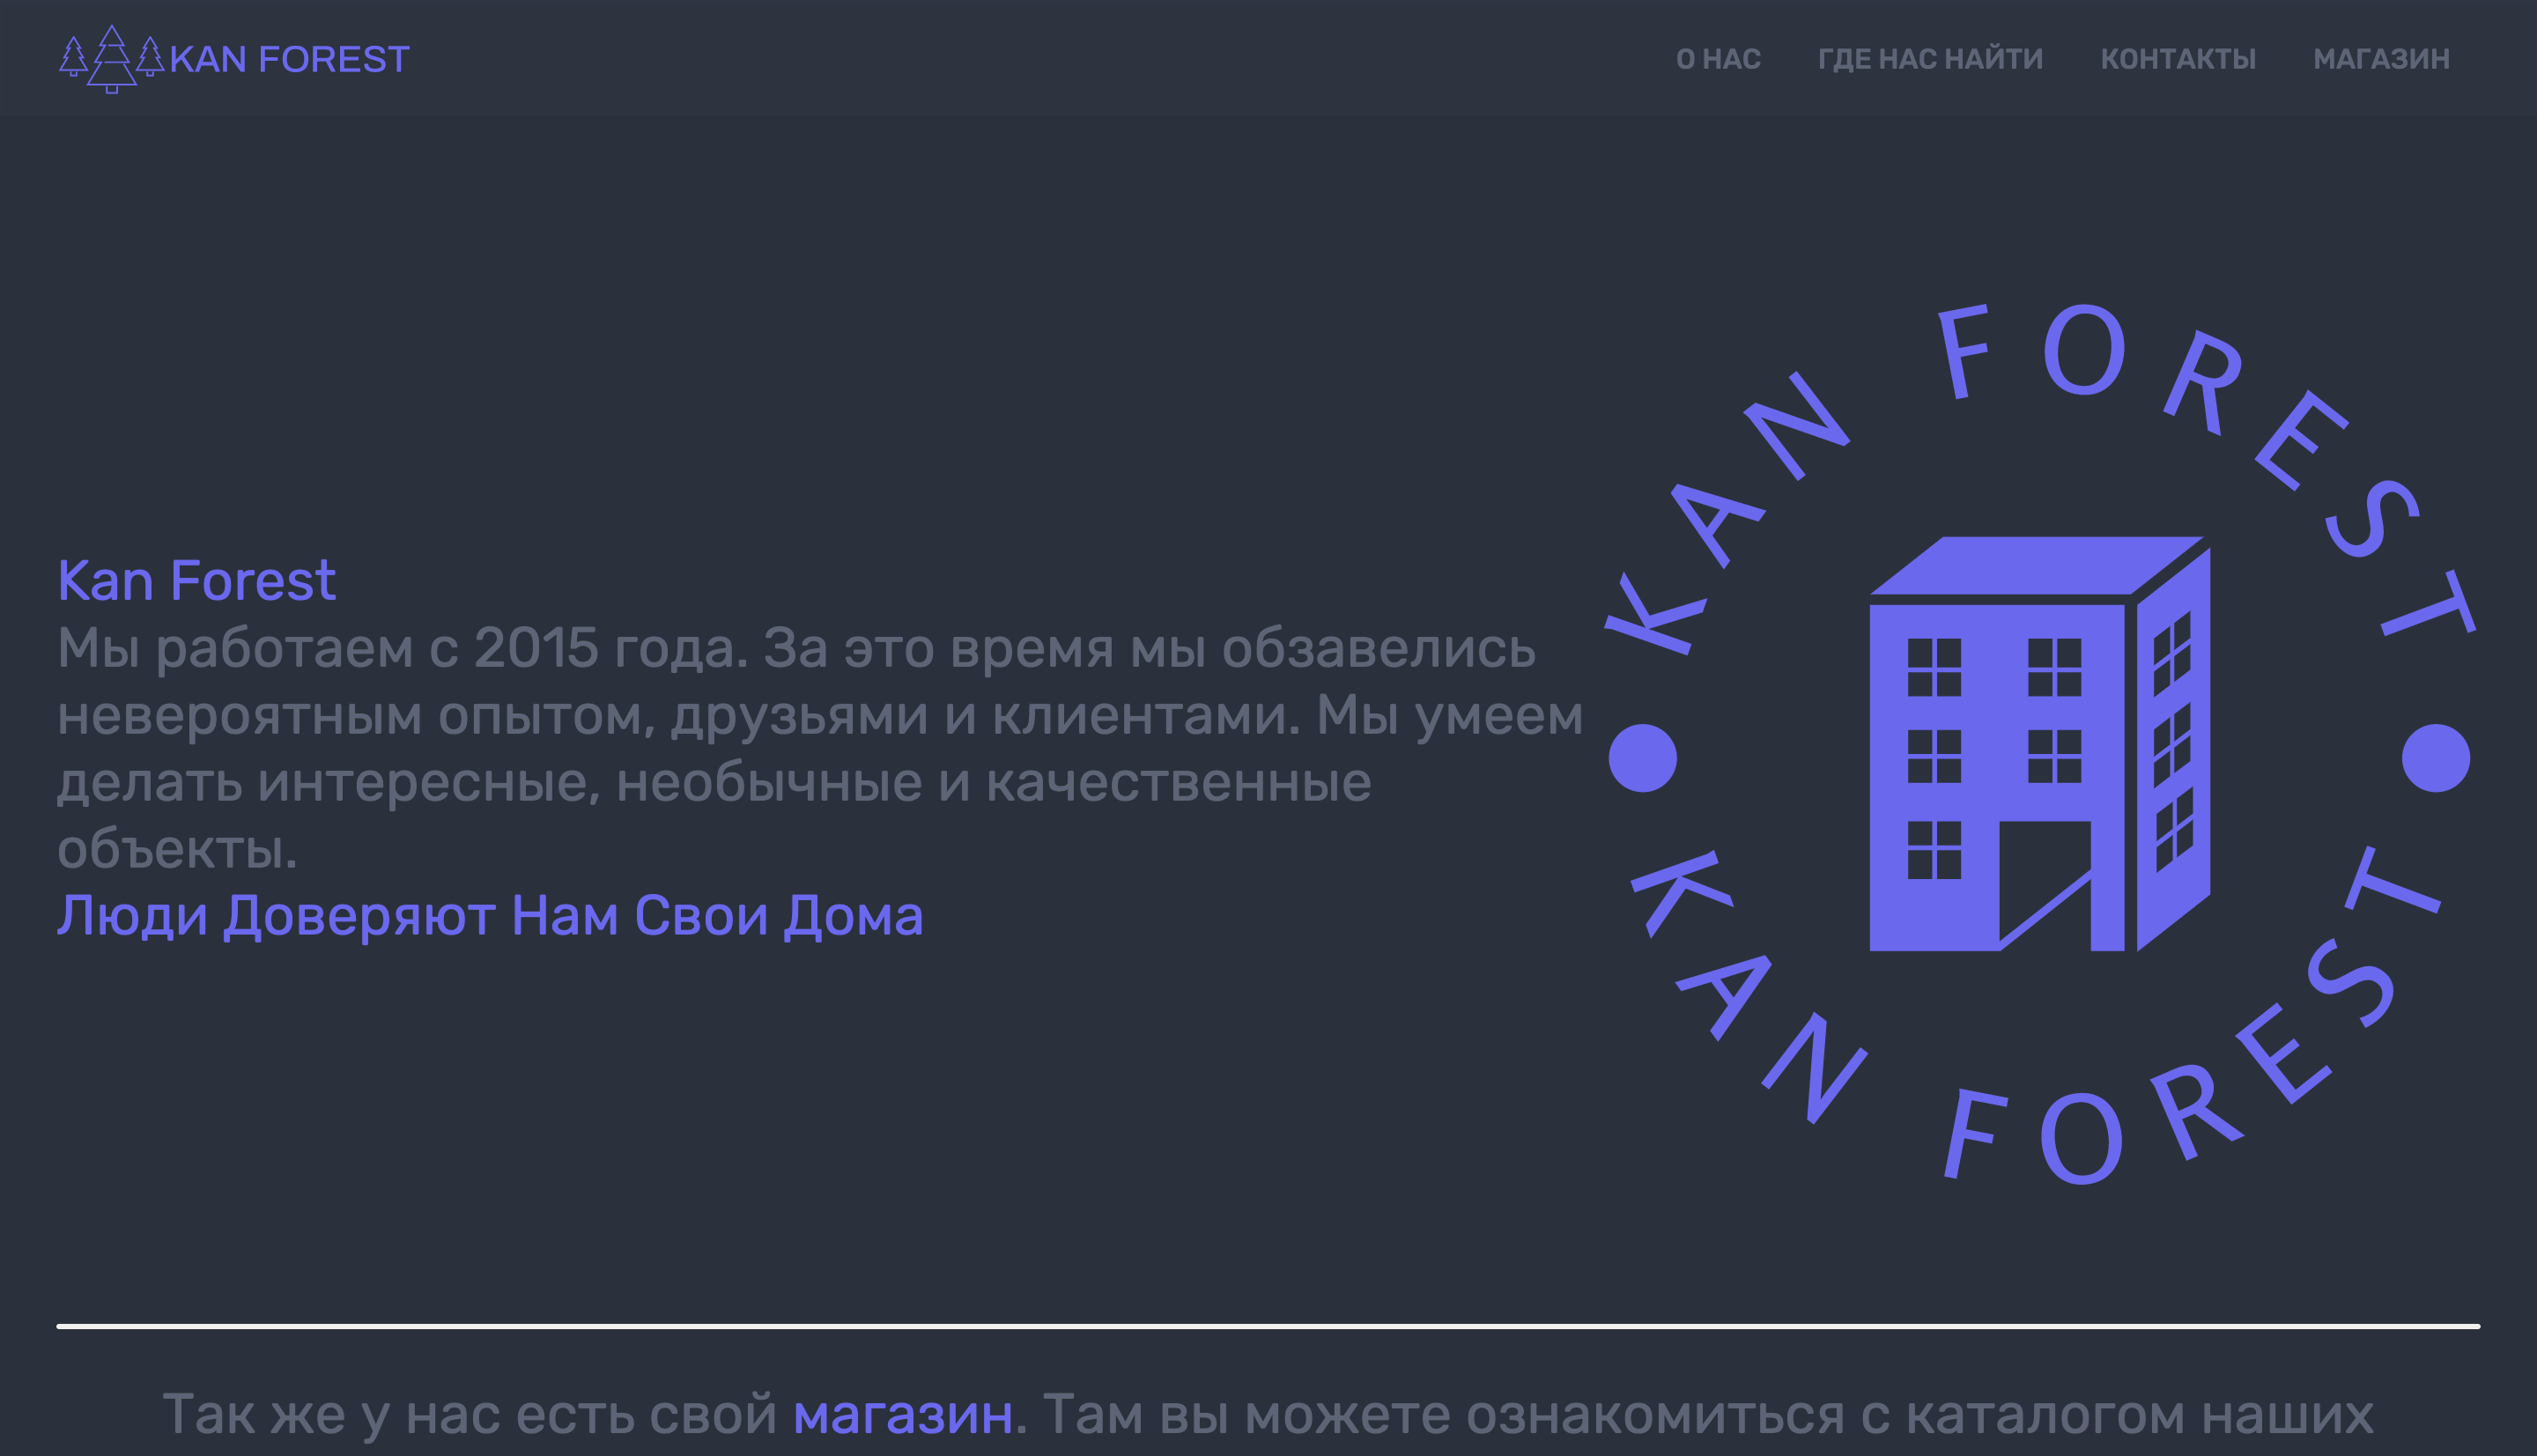 KAN FOREST
О НАС ГДЕ НАС НАЙТИ КОНТАКТЫ МАГАЗИН
Kan Forest
Мы работаем с 2015 года. За это время мы обзавелись
невероятным опытом, друзьями и клиентами. Мы умеем
делать интересные, необычные и качественные
объекты.
Люди Доверяют Нам Свои Дома
KAN FOREST
KAN FOREST
Так же у нас есть свой магазин. Там вы можете ознакомиться с каталогом наших